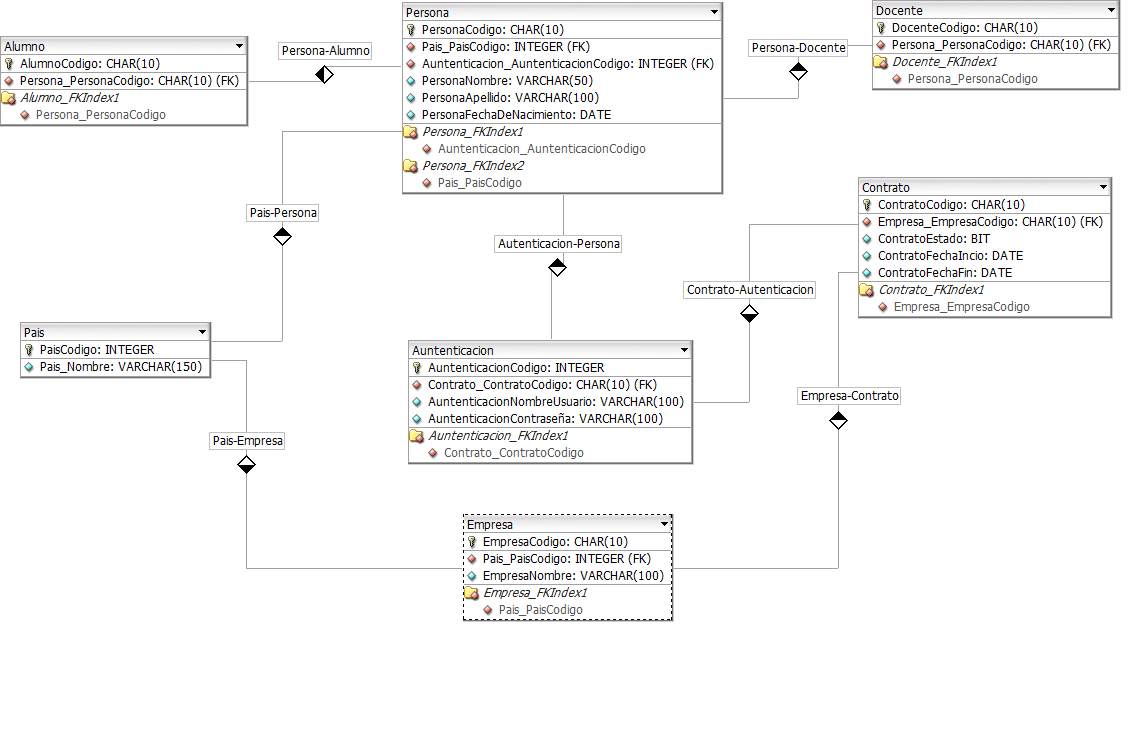 Persona
PersonaCodigo: CHAR(10)
Pais_PaisCodigo: INTEGER (FK)
Auntenticacion_AuntenticacionCodigo: INTEGER (FK)
PersonaNombre: VARCHAR(50)
PersonaApellido: VARCHAR(100)
PersonaFechaDeNacimiento: DATE
Persona_FKIndex1
Auntenticacion_AuntenticacionCodigo
Persona_FKIndex2
Pais_PaisCodigo
Docente
DocenteCodigo: CHAR(10)
Persona_PersonaCodigo: CHAR(10) (FK)
Docente_FKIndex1
Persona_PersonaCodigo
Alumno
AlumnoCodigo: CHAR(10)
Persona_PersonaCodigo: CHAR(10) (FK)
Alumno_FKIndex1
Persona_PersonaCodigo
Persona-Alumno
Persona-Docente
Pais-Persona
Autenticacion-Persona
Contrato
ContratoCodigo: CHAR(10)
Empresa_EmpresaCodigo: CHAR(10) (FK)
ContratoEstado: BIT
ContratoFechaIncio: DATE
ContratoFechaFin: DATE
Contrato_FKIndex1
Empresa_EmpresaCodigo
Contrato-Autenticacion
Pais
PaisCodigo: INTEGER
Pais_Nombre: VARCHAR(150)
Auntenticacion
AuntenticacionCodigo: INTEGER
Contrato_ContratoCodigo: CHAR(10) (FK)
AuntenticacionNombreUsuario: VARCHAR(100)
AuntenticacionContraseña: VARCHAR(100)
Auntenticacion_FKIndex1
Contrato_ContratoCodigo
Empresa-Contrato
Pais-Empresa
Empresa
EmpresaCodigo: CHAR(10)
Pais_PaisCodigo: INTEGER (FK)
EmpresaNombre: VARCHAR(100)
Empresa_FKIndex1
Pais_PaisCodigo